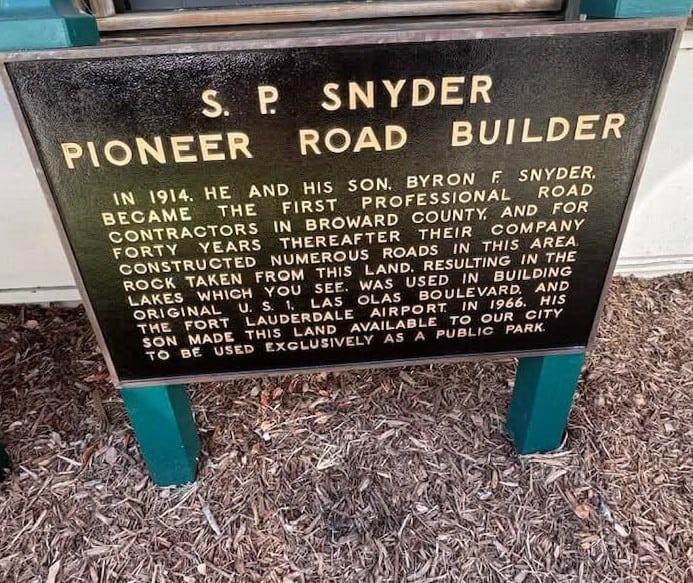 S. P. SNYDER
PIONEER ROAD BUILDER
IN 1914, HE AND HIS SON, BYRON F. SNYDER,
BECAME THE FIRST PROFESSIONAL ROAD
CONTRACTORS IN BROWARD COUNTY, AND FOR
FORTY YEARS THEREAFTER THEIR COMPANY
CONSTRUCTED NUMEROUS ROADS IN THIS AREA.
ROCK TAKEN FROM THIS LAND, RESULTING IN THE
LAKES WHICH YOU SEE, WAS USED IN BUILDING
ORIGINAL U. S. 1, LAS OLAS BOULEVARD, AND
THE FORT LAUDERDALE AIRPORT. IN 1966, HIS
SON MADE THIS LAND AVAILABLE TO OUR CITY
TO BE USED EXCLUSIVELY AS A PUBLIC PARK.